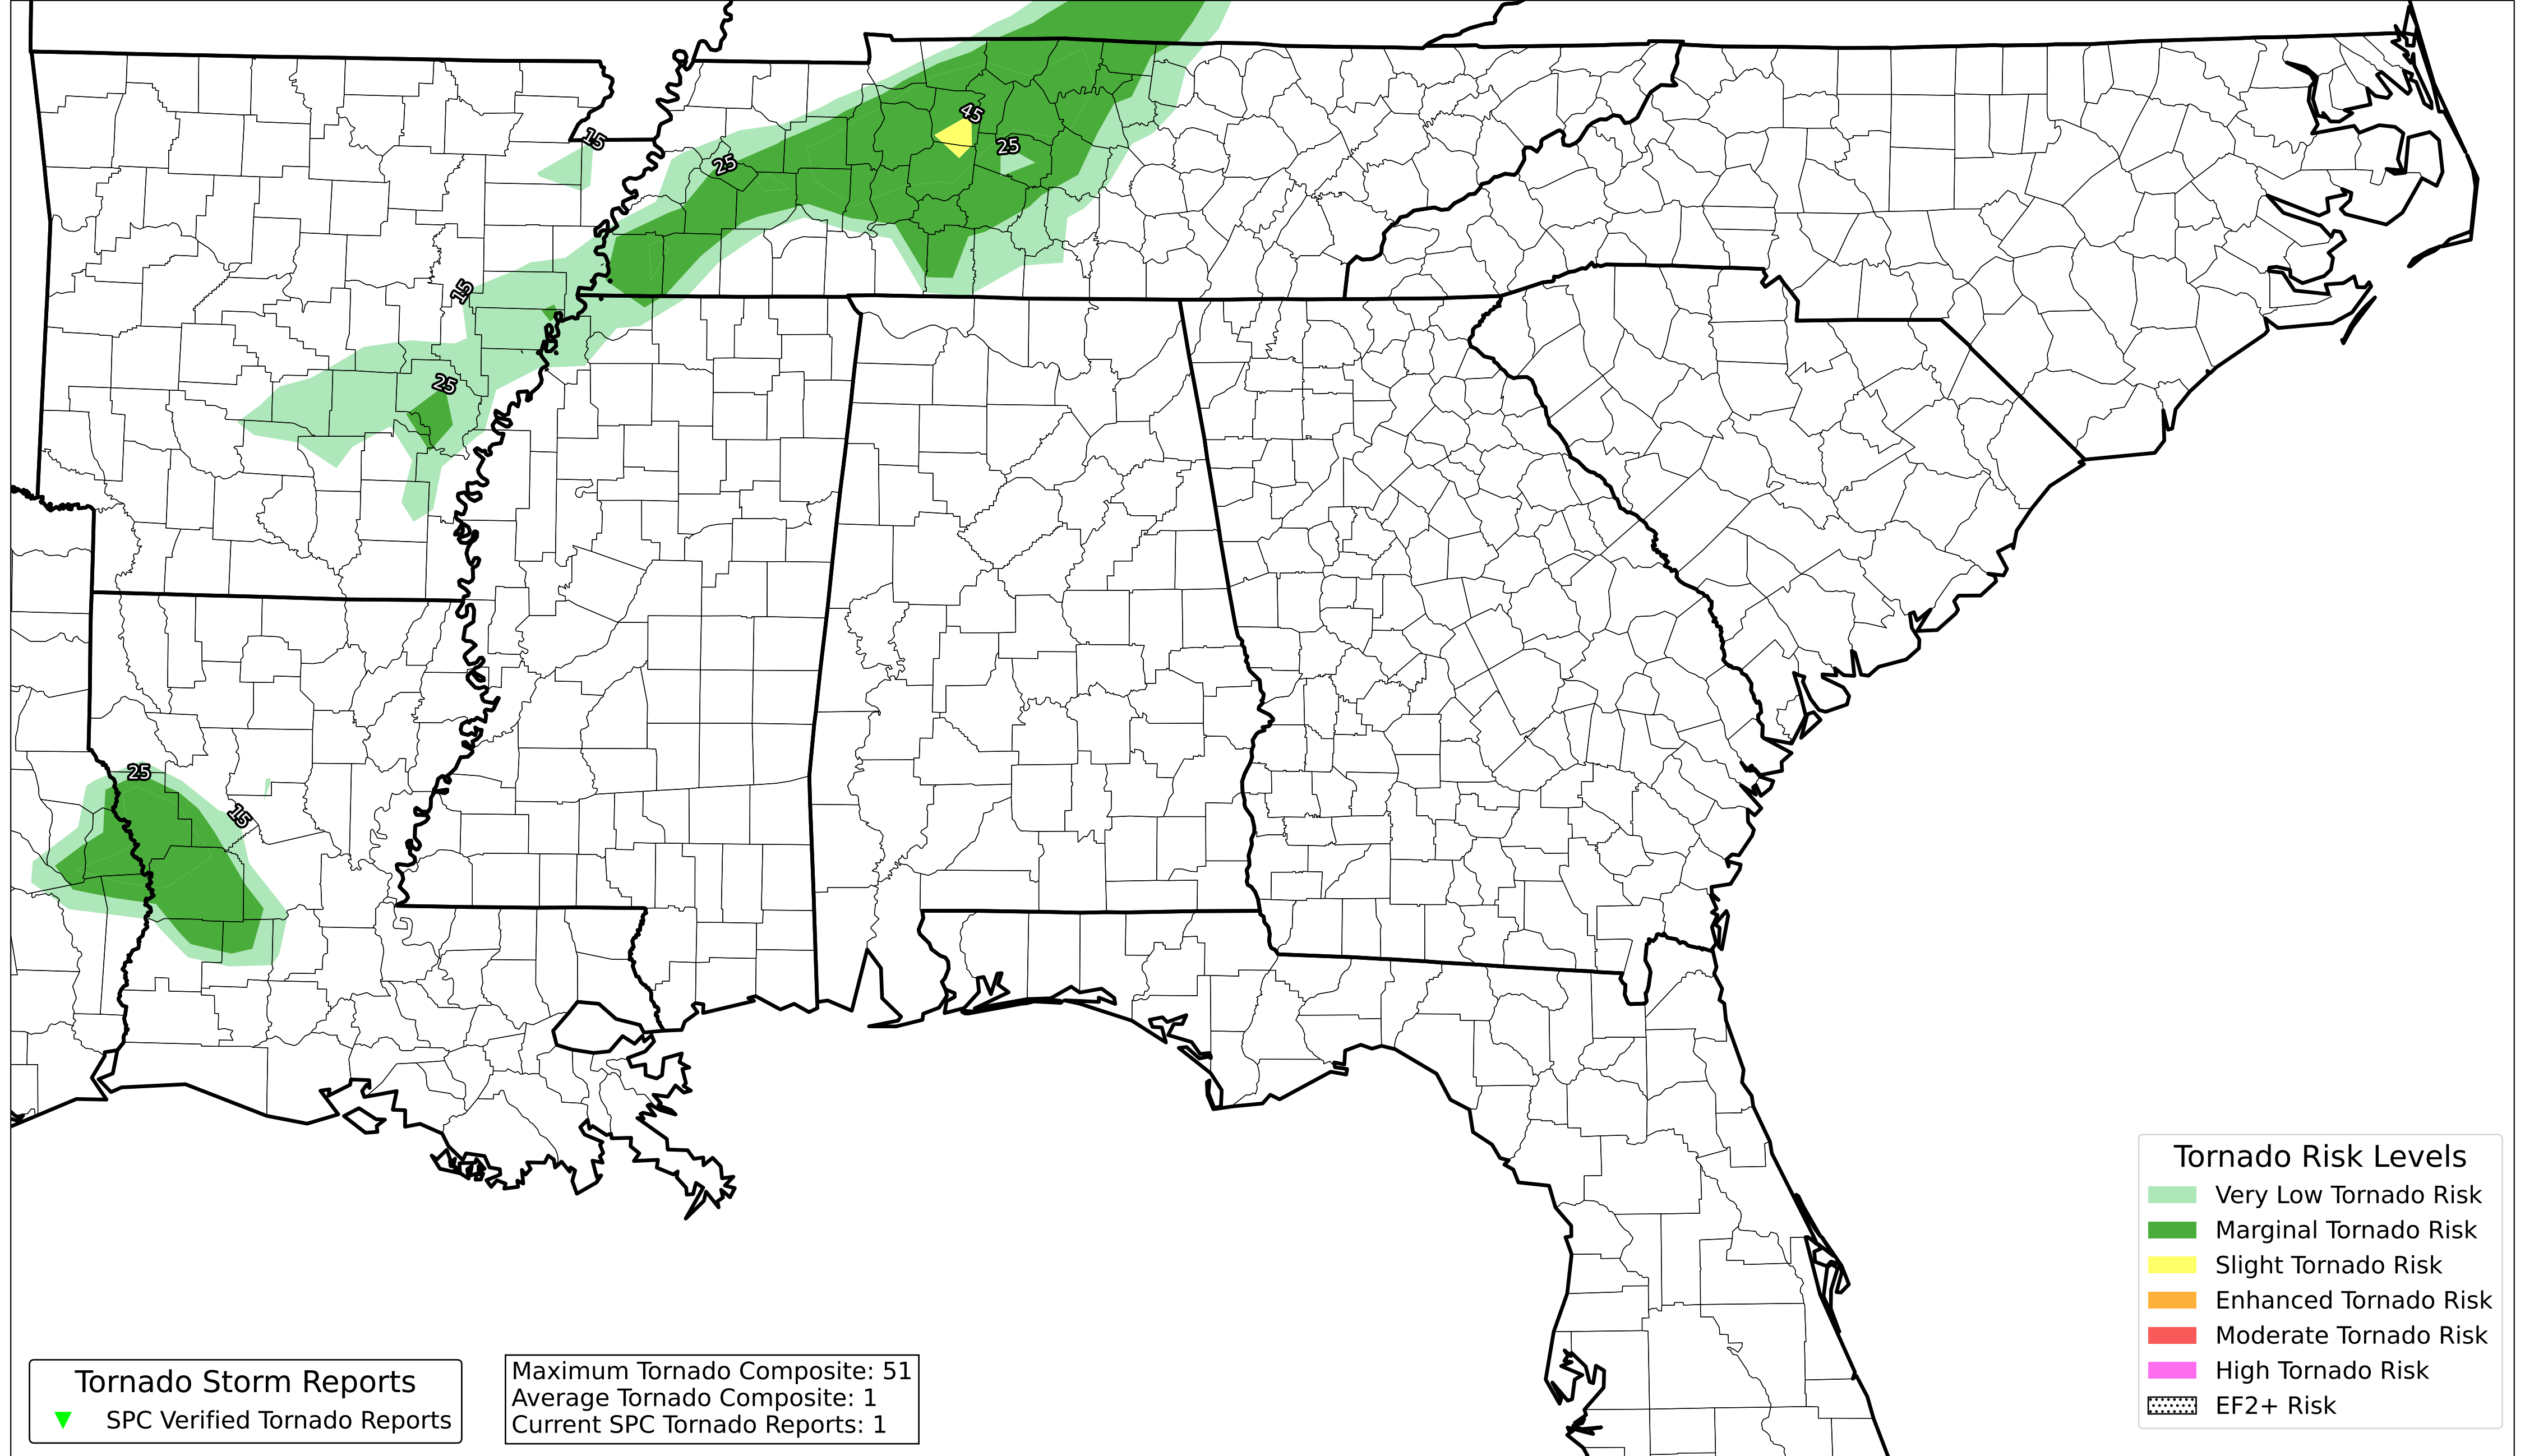 45
15
25
25
15
25
25
15
Tornado Risk Levels
Very Low Tornado Risk
Marginal Tornado Risk
Slight Tornado Risk
Enhanced Tornado Risk
Moderate Tornado Risk
High Tornado Risk
EF2+ Risk
Tornado Storm Reports
SPC Verified Tornado Reports
Maximum Tornado Composite: 51
Average Tornado Composite: 1
Current SPC Tornado Reports: 1